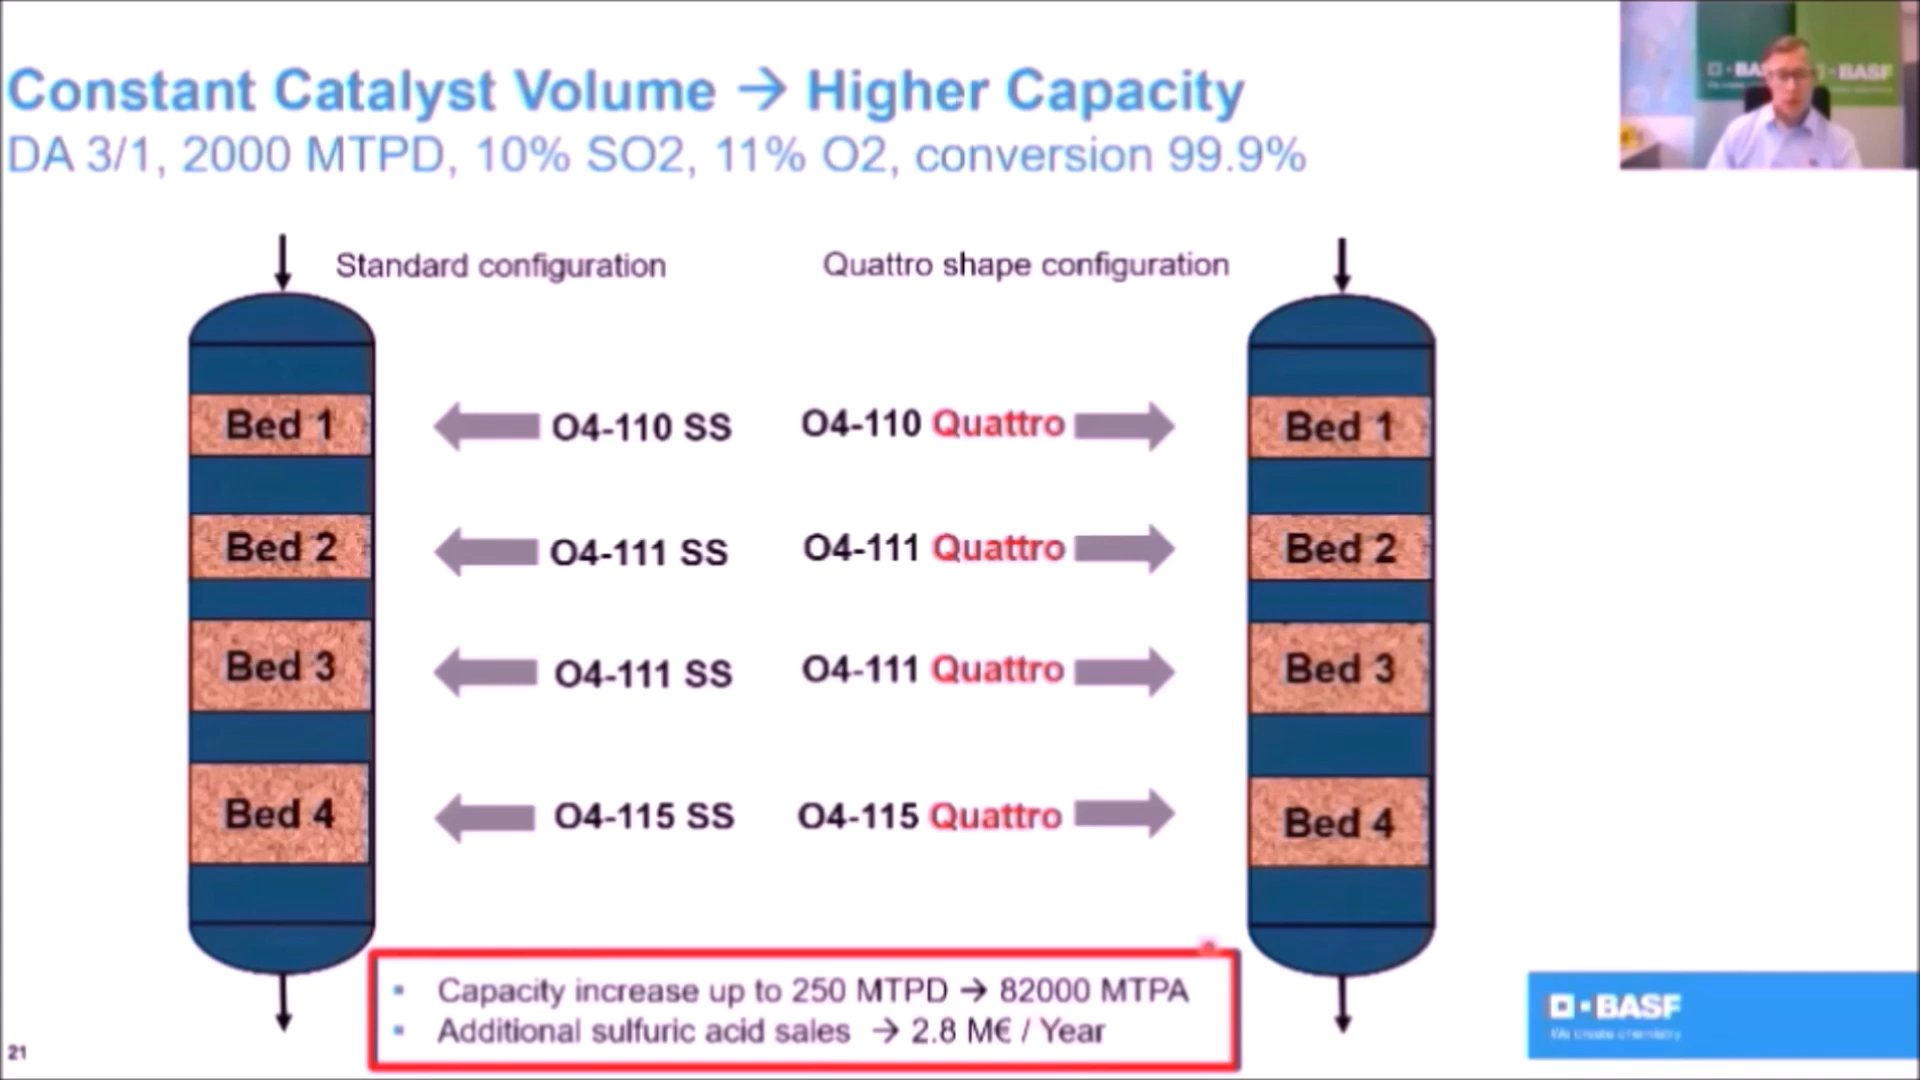 Constant Catalyst Volume → Higher Capacity
DA 3/1, 2000 MTPD, 10% SO2, 11% O2, conversion 99.9%
Standard configuration
Quattro shape configuration
Bed 1
O4-110 SS
O4-110 Quattro
Bed 1
Bed 2
O4-111 SS
O4-111 Quattro
Bed 2
Bed 3
O4-111 SS
O4-111 Quattro
Bed 3
Bed 4
O4-115 SS
O4-115 Quattro
Bed 4
• Capacity increase up to 250 MTPD → 82000 MTPA
• Additional sulfuric acid sales → 2.8 M€ / Year
21
BASF
We create chemistry
BASF